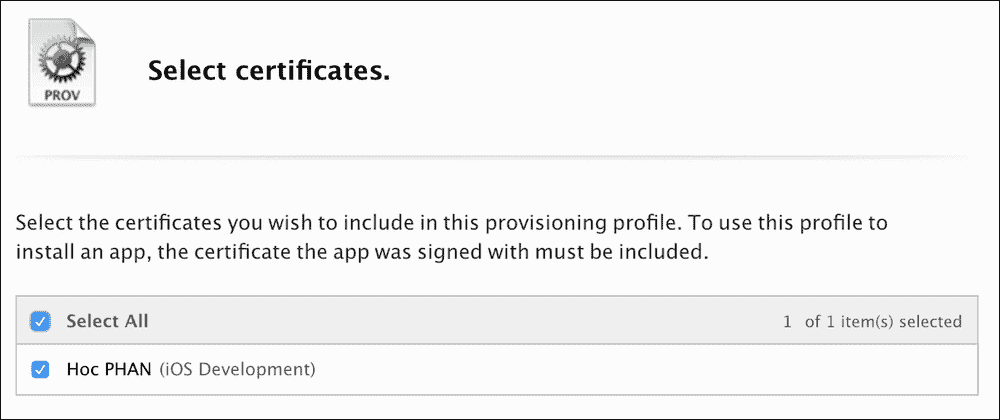 PROV
Select certificates.
Select the certificates you wish to include in this provisioning profile. To use this profile to
install an app, the certificate the app was signed with must be included.
Select All 1 of 1 item(s) selected
Hoc PHAN (iOS Development)